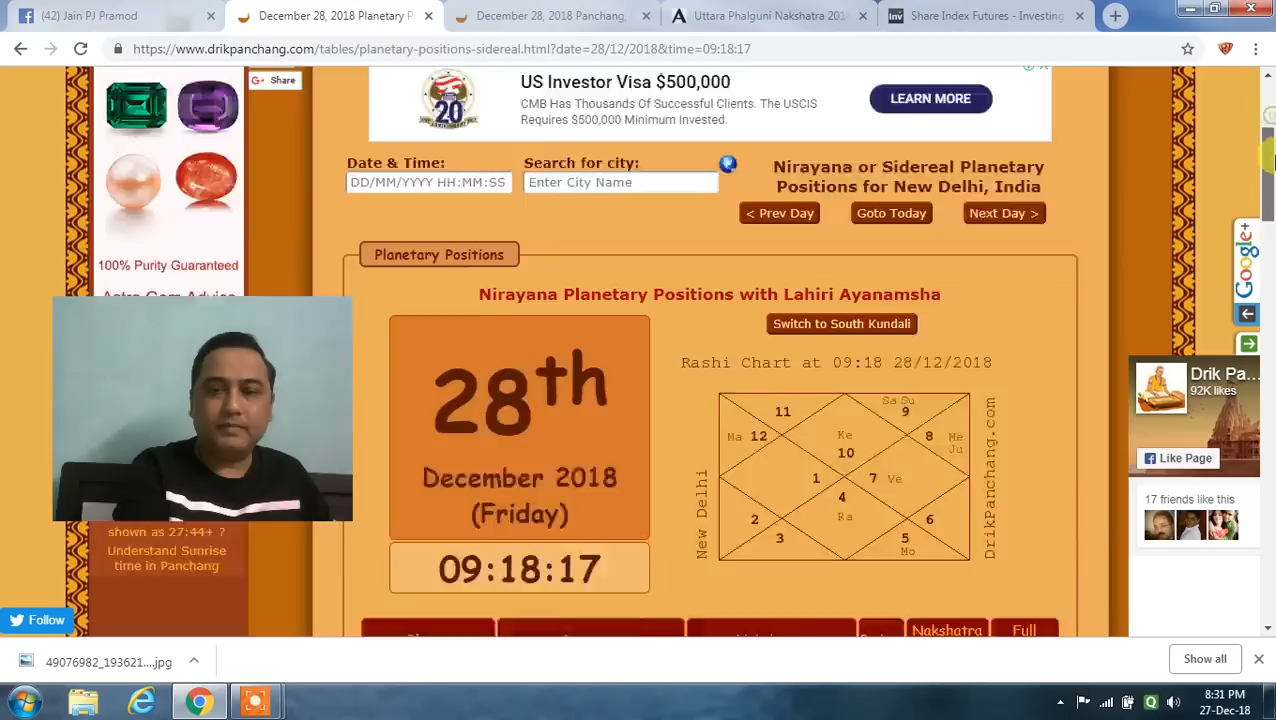 (42) Jain PJ Pramod
December 28, 2018 Planetary P
December 28, 2018 Panchang,
Uttara Phalguni Nakshatra 2018
Inv
Share Index Futures - Investing
https://www.drikpanchang.com/tables/planetary-positions-sidereal.html?date=28/12/2018&time=09:18:17
G+ Share
20
US Investor Visa $500,000
CMB Has Thousands Of Successful Clients. The USCIS
Requires $500,000 Minimum Invested.
LEARN MORE
Date & Time:
DD/MM/YYYY HH:MM:SS
Search for city:
Enter City Name
Nirayana or Sidereal Planetary
Positions for New Delhi, India
< Prev Day
Goto Today
Next Day >
100% Purity Guaranteed
Google+
Planetary Positions
Nirayana Planetary Positions with Lahiri Ayanamsha
Switch to South Kundali
28th
December 2018
(Friday)
09:18:17
Rashi Chart at 09:18 28/12/2018
Sa Su
11
9
Ma 12
Ke
8 Me
Ju
10
1
7 Ve
4
2
Ra
6
3
5
Mo
New Delhi
DrikPanchang.com
Drik Pa...
92K likes
Like Page
17 friends like this
shown as 27:44+ ?
Understand Sunrise
time in Panchang
Follow
Nakshatra
Full
49076982_193621....jpg
Show all
8:31 PM
27-Dec-18